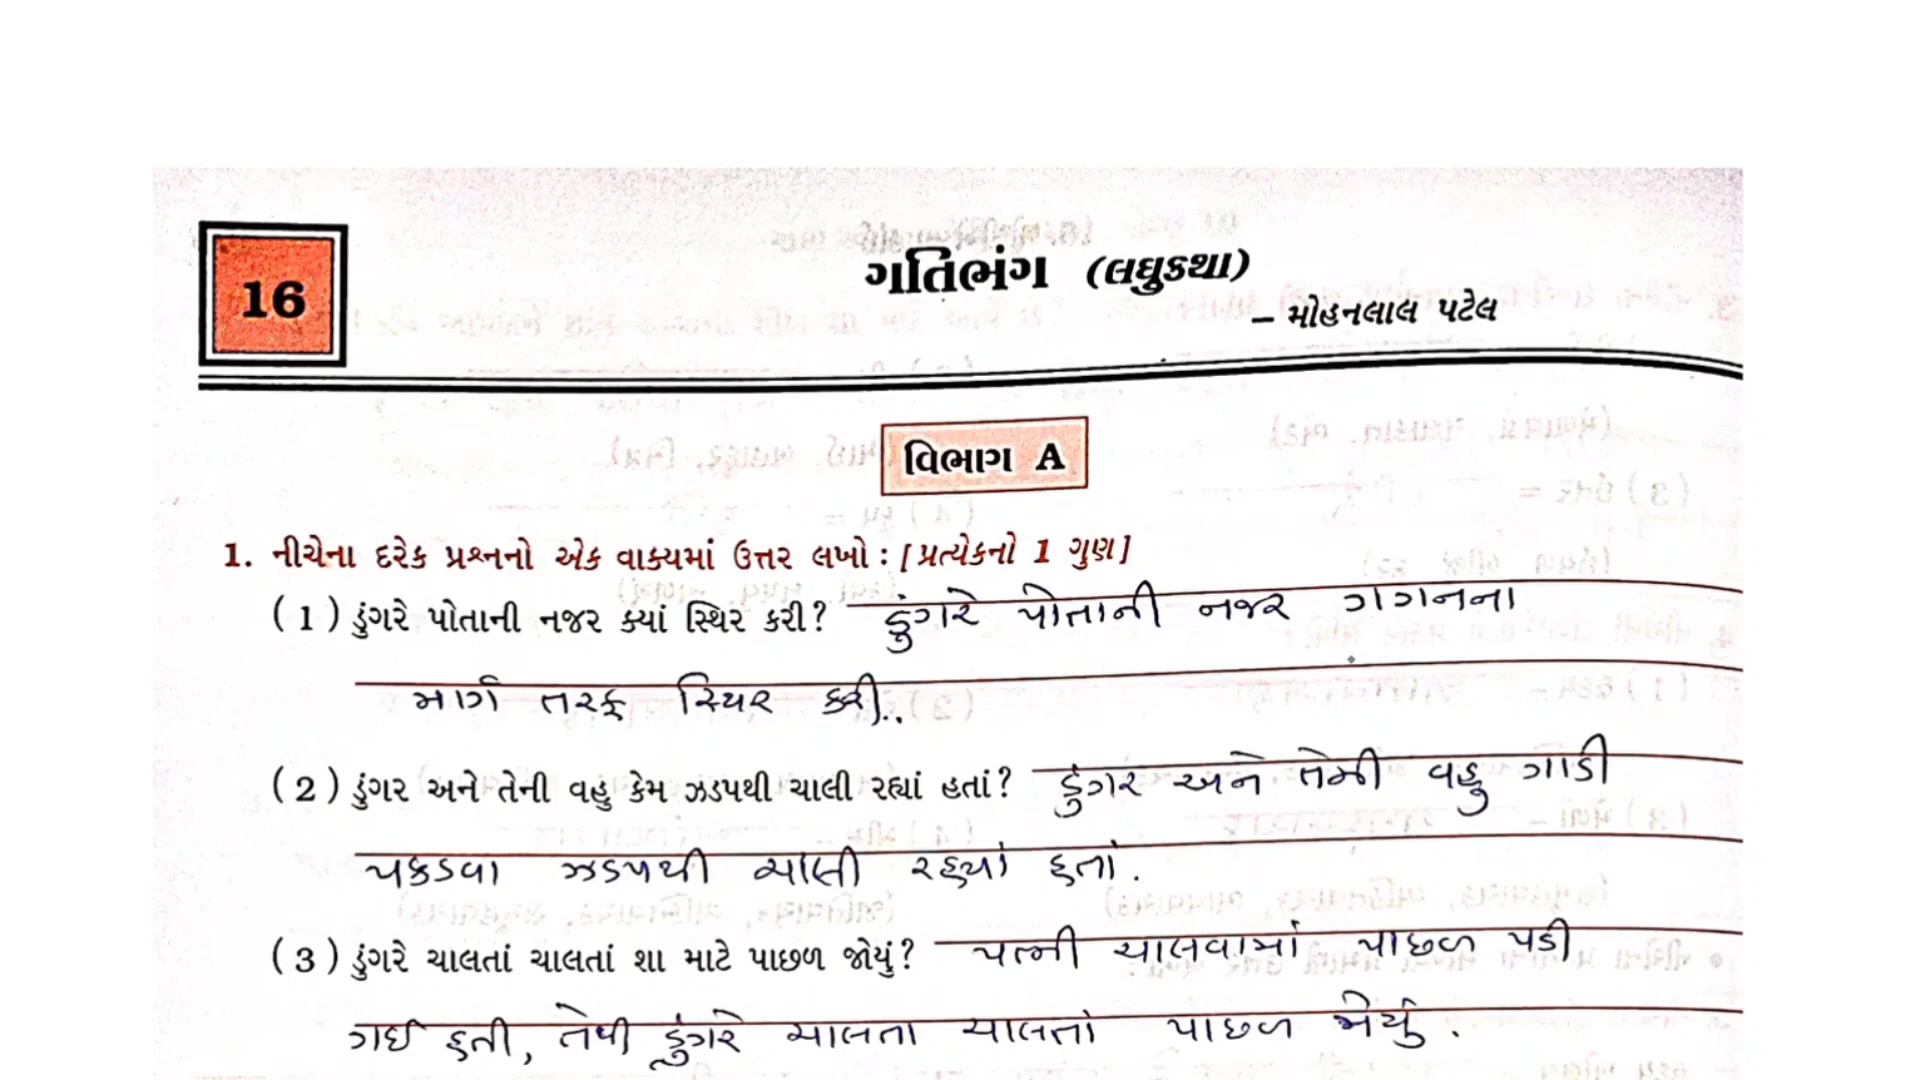 16
ગતિભંગ (લઘુકથા)
– મોહનલાલ પટેલ
વિભાગ A
1. નીચેના દરેક પ્રશ્નનો એક વાક્યમાં ઉત્તર લખો : [પ્રત્યેકનો 1 ગુણ]
(1) ડુંગરે પોતાની નજર ક્યાં સ્થિર કરી? ડુંગરે પોતાની નજર ગગનના
માર્ગ તરફ સ્થિર કરી..
(2) ડુંગર અને તેની વહુ કેમ ઝડપથી ચાલી રહ્યાં હતાં? ડુંગર અને તેની વહુ ગાડી
પકડવા ઝડપથી ચાલી રહ્યાં હતાં.
(3) ડુંગરે ચાલતાં ચાલતાં શા માટે પાછળ જોયું? પત્ની ચાલવામાં પાછળ પડી
ગઈ હતી, તેથી ડુંગરે ચાલતા ચાલતાં પાછળ જોયું.